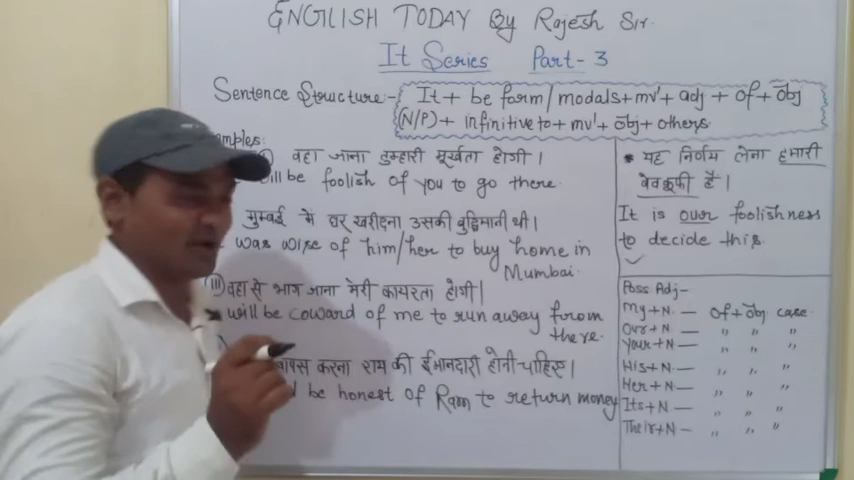 ENGLISH TODAY By Rajesh Sir.
It Series Part-3
Sentence Structure:- It + be form/modals + mv¹ + adj + of + obj
(N/P) + infinitive to + mv¹ + obj + others.
वहा जाना तुम्हारी मूर्खता होगी।
be foolish of you to go there.
मुम्बई में घर खरीदना उसकी बुद्धिमानी थी।
was wise of him/her to buy home in
Mumbai.
(III) वहा से भाग जाना मेरी कायरता होगी।
will be coward of me to run away from
there.
करना राम की ईमानदारी होनी चाहिए।
be honest of Ram to return money
* यह निर्णय लेना हमारी
बेवकूफी है।
It is our foolishness
to decide this.
Poss Adj-
My+N — of+obj case.
Our+N — " " "
Your+N — " " "
His+N — " " "
Her+N — " " "
Its+N — " " "
Their+N — " " "